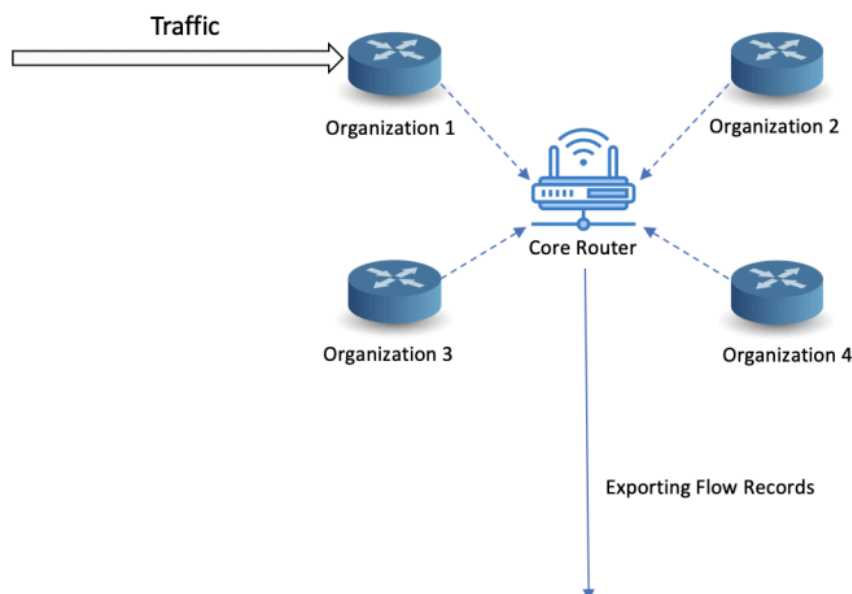 Traffic
Organization 1
Organization 2
Core Router
Organization 3
Organization 4
Exporting Flow Records